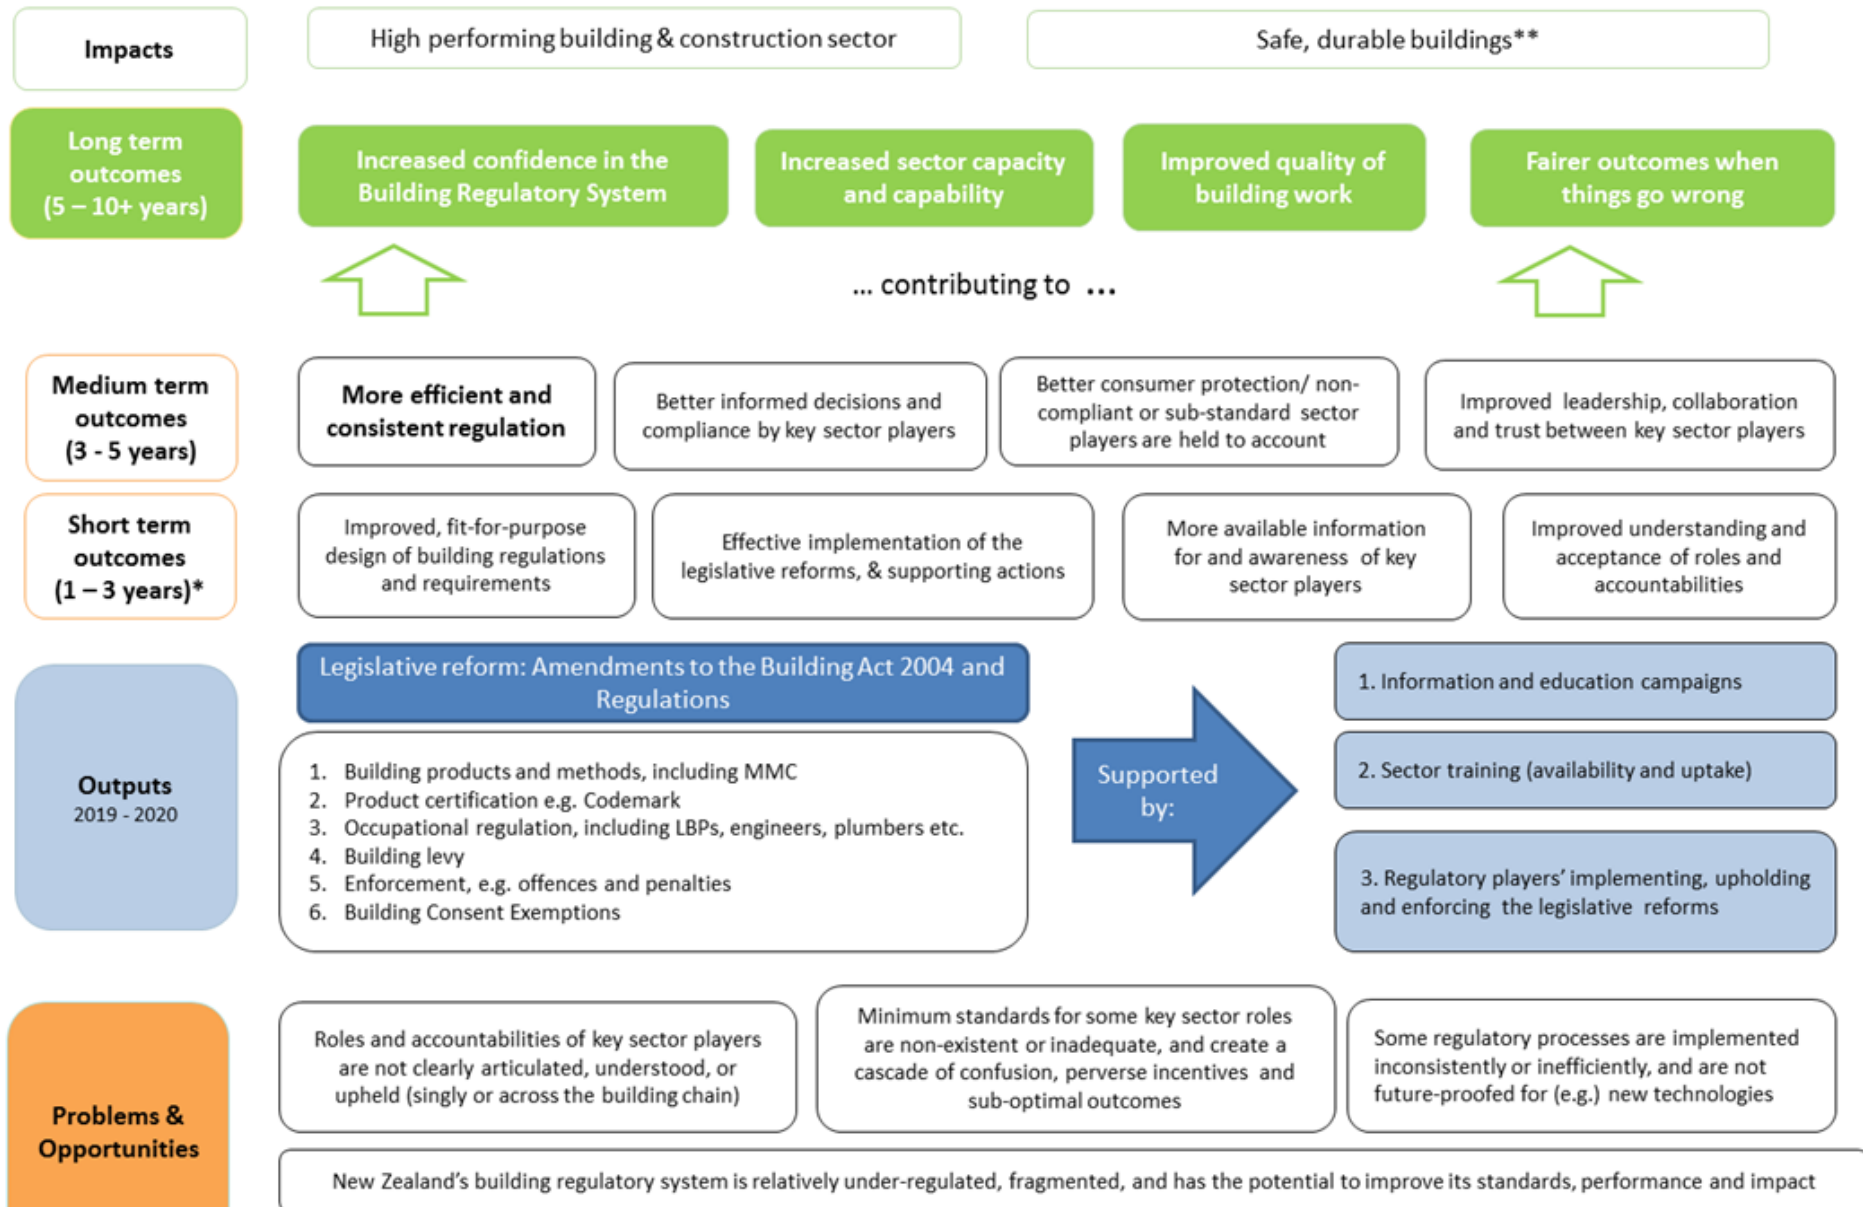 Impacts
High performing building & construction sector
Safe, durable buildings**
Long term
outcomes
(5 – 10+ years)
Increased confidence in the
Building Regulatory System
Increased sector capacity
and capability
Improved quality of
building work
Fairer outcomes when
things go wrong
... contributing to ...
Medium term
outcomes
(3 - 5 years)
More efficient and
consistent regulation
Better informed decisions and
compliance by key sector players
Better consumer protection/ non-
compliant or sub-standard sector
players are held to account
Improved leadership, collaboration
and trust between key sector players
Short term
outcomes
(1 – 3 years)*
Improved, fit-for-purpose
design of building regulations
and requirements
Effective implementation of the
legislative reforms, & supporting actions
More available information
for and awareness of key
sector players
Improved understanding and
acceptance of roles and
accountabilities
Outputs
2019 - 2020
Legislative reform: Amendments to the Building Act 2004 and
Regulations
1. Building products and methods, including MMC
2. Product certification e.g. Codemark
3. Occupational regulation, including LBPs, engineers, plumbers etc.
4. Building levy
5. Enforcement, e.g. offences and penalties
6. Building Consent Exemptions
Supported
by:
1. Information and education campaigns
2. Sector training (availability and uptake)
3. Regulatory players’ implementing, upholding
and enforcing the legislative reforms
Problems &
Opportunities
Roles and accountabilities of key sector players
are not clearly articulated, understood, or
upheld (singly or across the building chain)
Minimum standards for some key sector roles
are non-existent or inadequate, and create a
cascade of confusion, perverse incentives and
sub-optimal outcomes
Some regulatory processes are implemented
inconsistently or inefficiently, and are not
future-proofed for (e.g.) new technologies
New Zealand’s building regulatory system is relatively under-regulated, fragmented, and has the potential to improve its standards, performance and impact